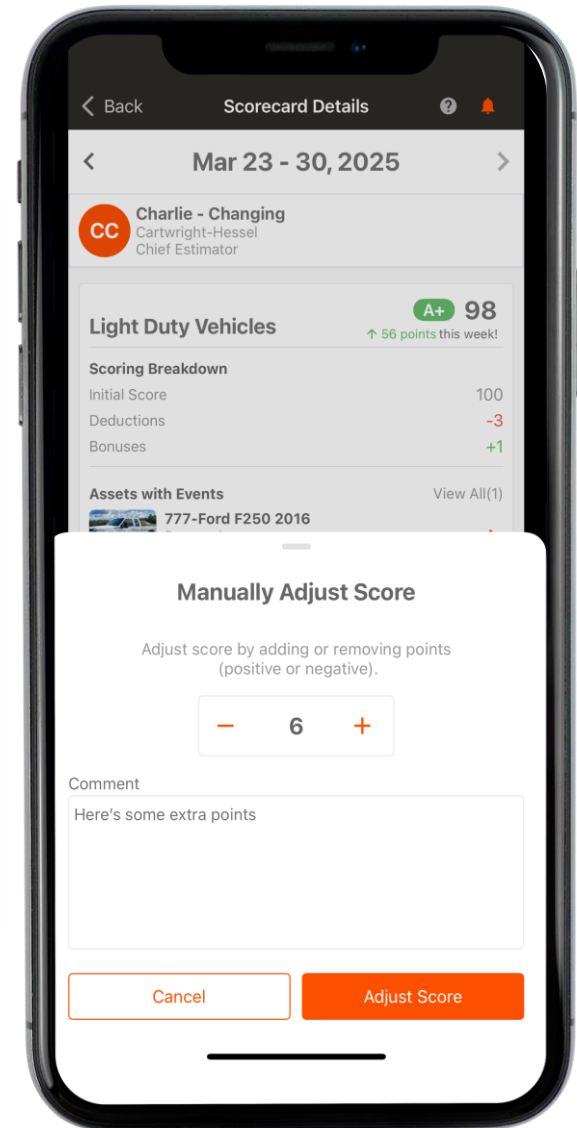 Back
Scorecard Details
?
Mar 23 - 30, 2025
CC
Charlie - Changing
Cartwright-Hessel
Chief Estimator
Light Duty Vehicles
A+ 98
↑ 56 points this week!
Scoring Breakdown
Initial Score 100
Deductions -3
Bonuses +1
Assets with Events View All(1)
777-Ford F250 2016
Manually Adjust Score
Adjust score by adding or removing points
(positive or negative).
− 6 +
Comment
Here's some extra points
Cancel
Adjust Score